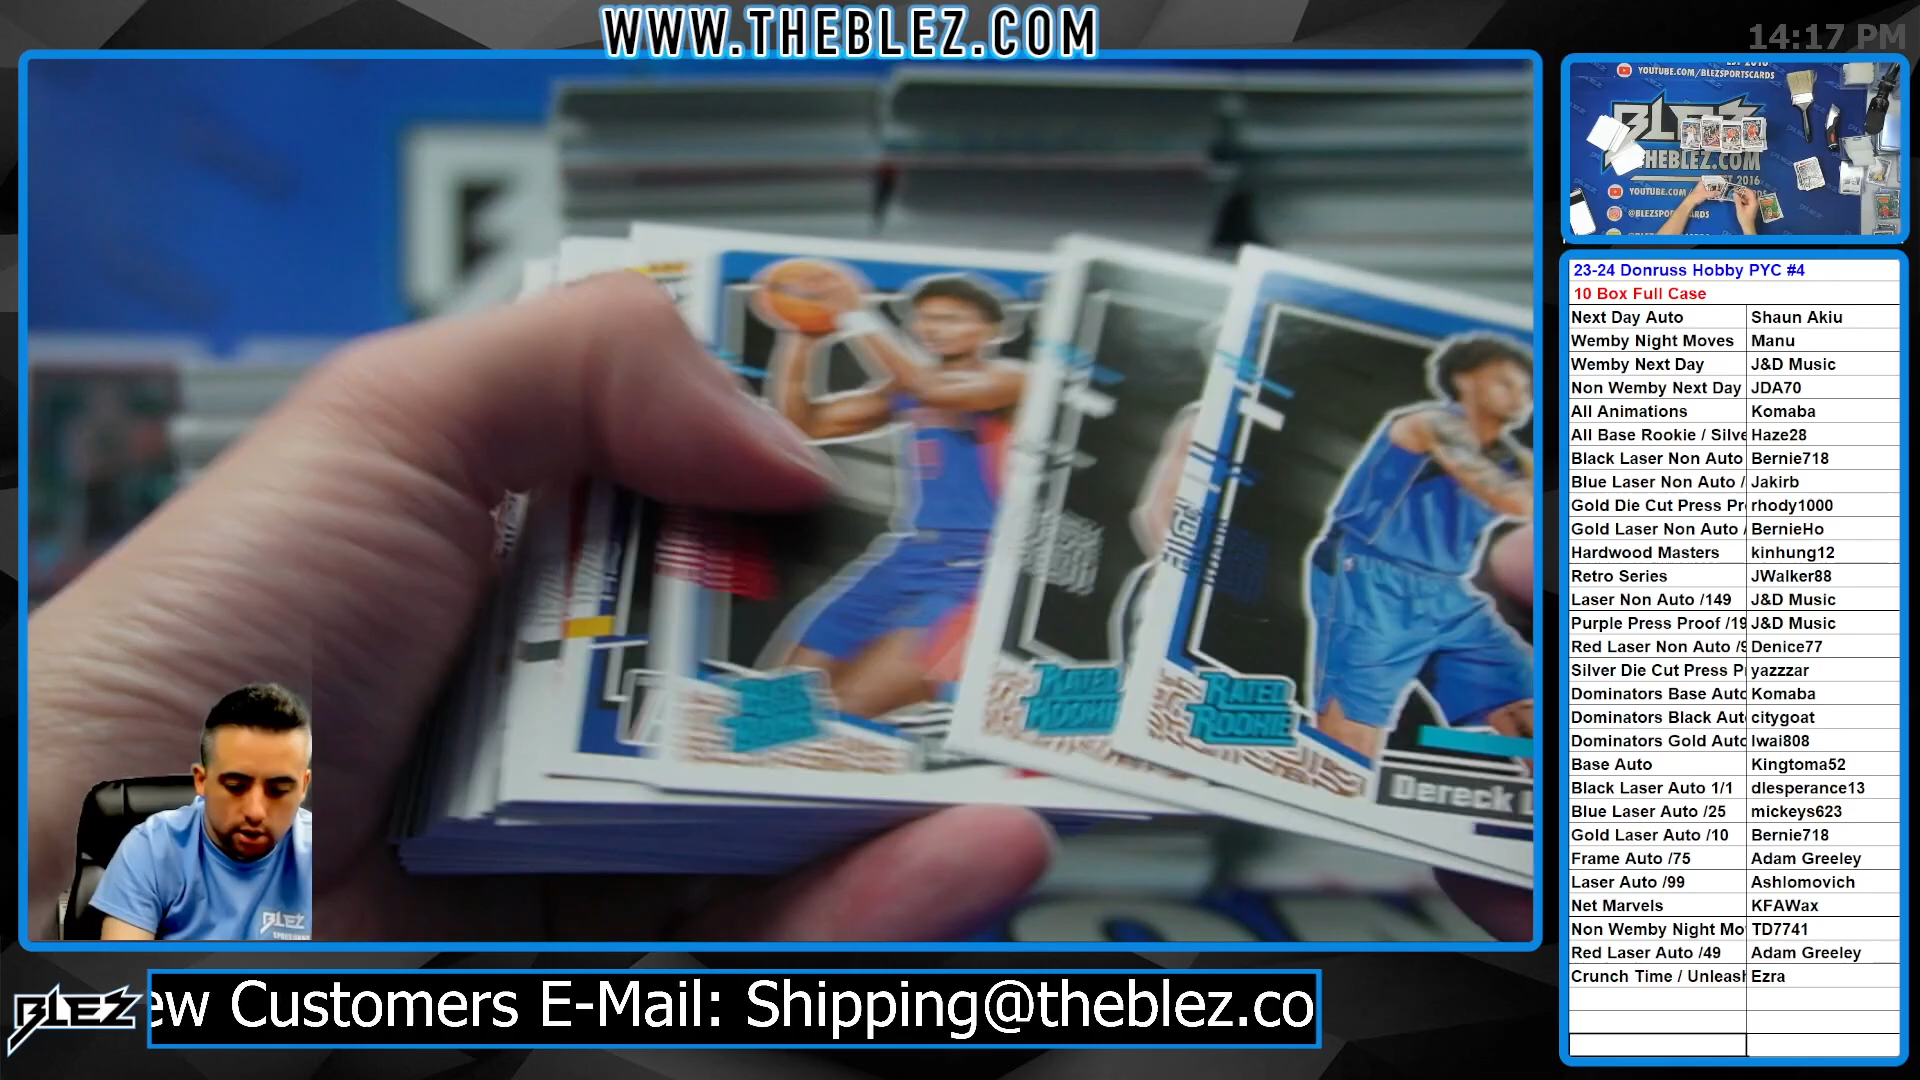 WWW.THEBLEZ.COM
14:17 PM
YOUTUBE.COM/BLEZSPORTSCARDS
BLEZ
THEBLEZ.COM
YOUTUBE.COM
@BLEZSPO
23-24 Donruss Hobby PYC #4
10 Box Full Case
Next Day Auto Shaun Akiu
Wemby Night Moves Manu
Wemby Next Day J&D Music
Non Wemby Next Day JDA70
All Animations Komaba
All Base Rookie / Silve Haze28
Black Laser Non Auto Bernie718
Blue Laser Non Auto / Jakirb
Gold Die Cut Press Pr rhody1000
Gold Laser Non Auto / BernieHo
Hardwood Masters kinhung12
Retro Series JWalker88
Laser Non Auto /149 J&D Music
Purple Press Proof /19 J&D Music
Red Laser Non Auto /9 Denice77
Silver Die Cut Press P yazzzar
Dominators Base Auto Komaba
Dominators Black Aut citygoat
Dominators Gold Auto Iwai808
Base Auto Kingtoma52
Black Laser Auto 1/1 dlesperance13
Blue Laser Auto /25 mickeys623
Gold Laser Auto /10 Bernie718
Frame Auto /75 Adam Greeley
Laser Auto /99 Ashlomovich
Net Marvels KFAWax
Non Wemby Night Mo TD7741
Red Laser Auto /49 Adam Greeley
Crunch Time / Unleash Ezra
RATED ROOKIE
RATED
ROOKIE
Dereck L
BLEZ
BLEZ
ew Customers E-Mail: Shipping@theblez.co